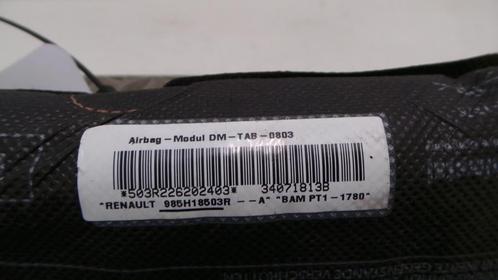 Airbag-Modul DM-TAB-0803
*503R226202403* 34071813B
"RENAULT 985H18503R --A" "BAM PT1-1780"